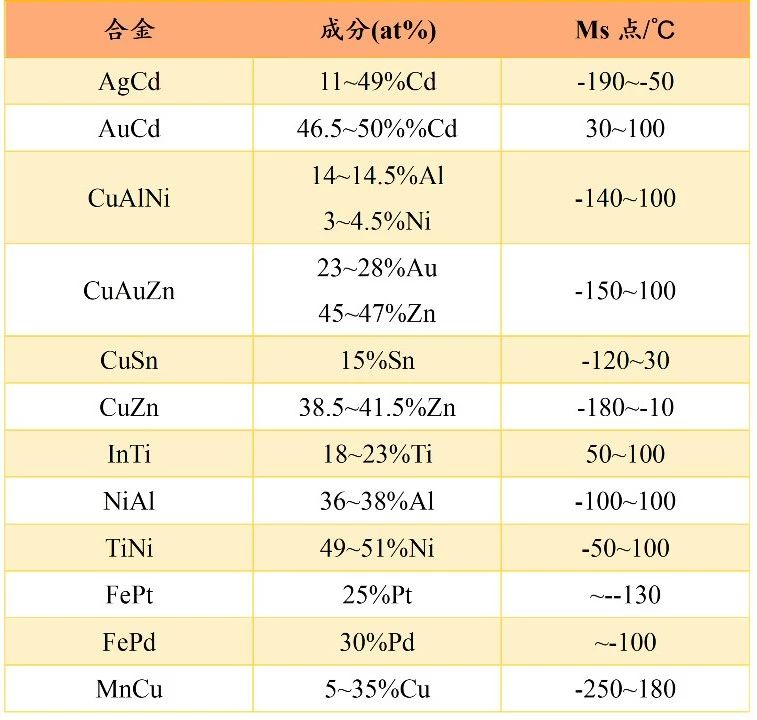 合金 成分(at%) Ms 点/℃
AgCd 11~49%Cd -190~-50
AuCd 46.5~50%%Cd 30~100
CuAlNi 14~14.5%Al -140~100
3~4.5%Ni
CuAuZn 23~28%Au -150~100
45~47%Zn
CuSn 15%Sn -120~30
CuZn 38.5~41.5%Zn -180~-10
InTi 18~23%Ti 50~100
NiAl 36~38%Al -100~100
TiNi 49~51%Ni -50~100
FePt 25%Pt ~--130
FePd 30%Pd ~-100
MnCu 5~35%Cu -250~180